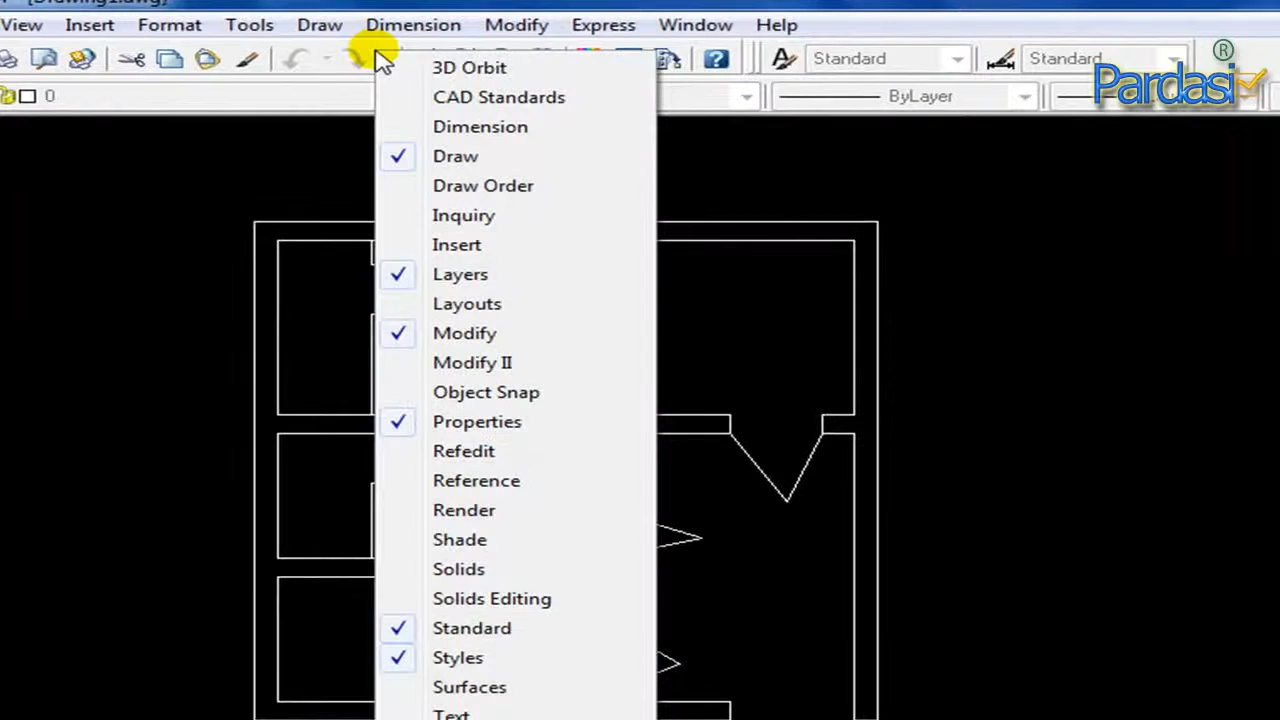 [Drawing1.dwg]
View Insert Format Tools Draw Dimension Modify Express Window Help
Standard Standard
0 ByLayer
Pardasi ®
3D Orbit
CAD Standards
Dimension
Draw
Draw Order
Inquiry
Insert
Layers
Layouts
Modify
Modify II
Object Snap
Properties
Refedit
Reference
Render
Shade
Solids
Solids Editing
Standard
Styles
Surfaces
Text